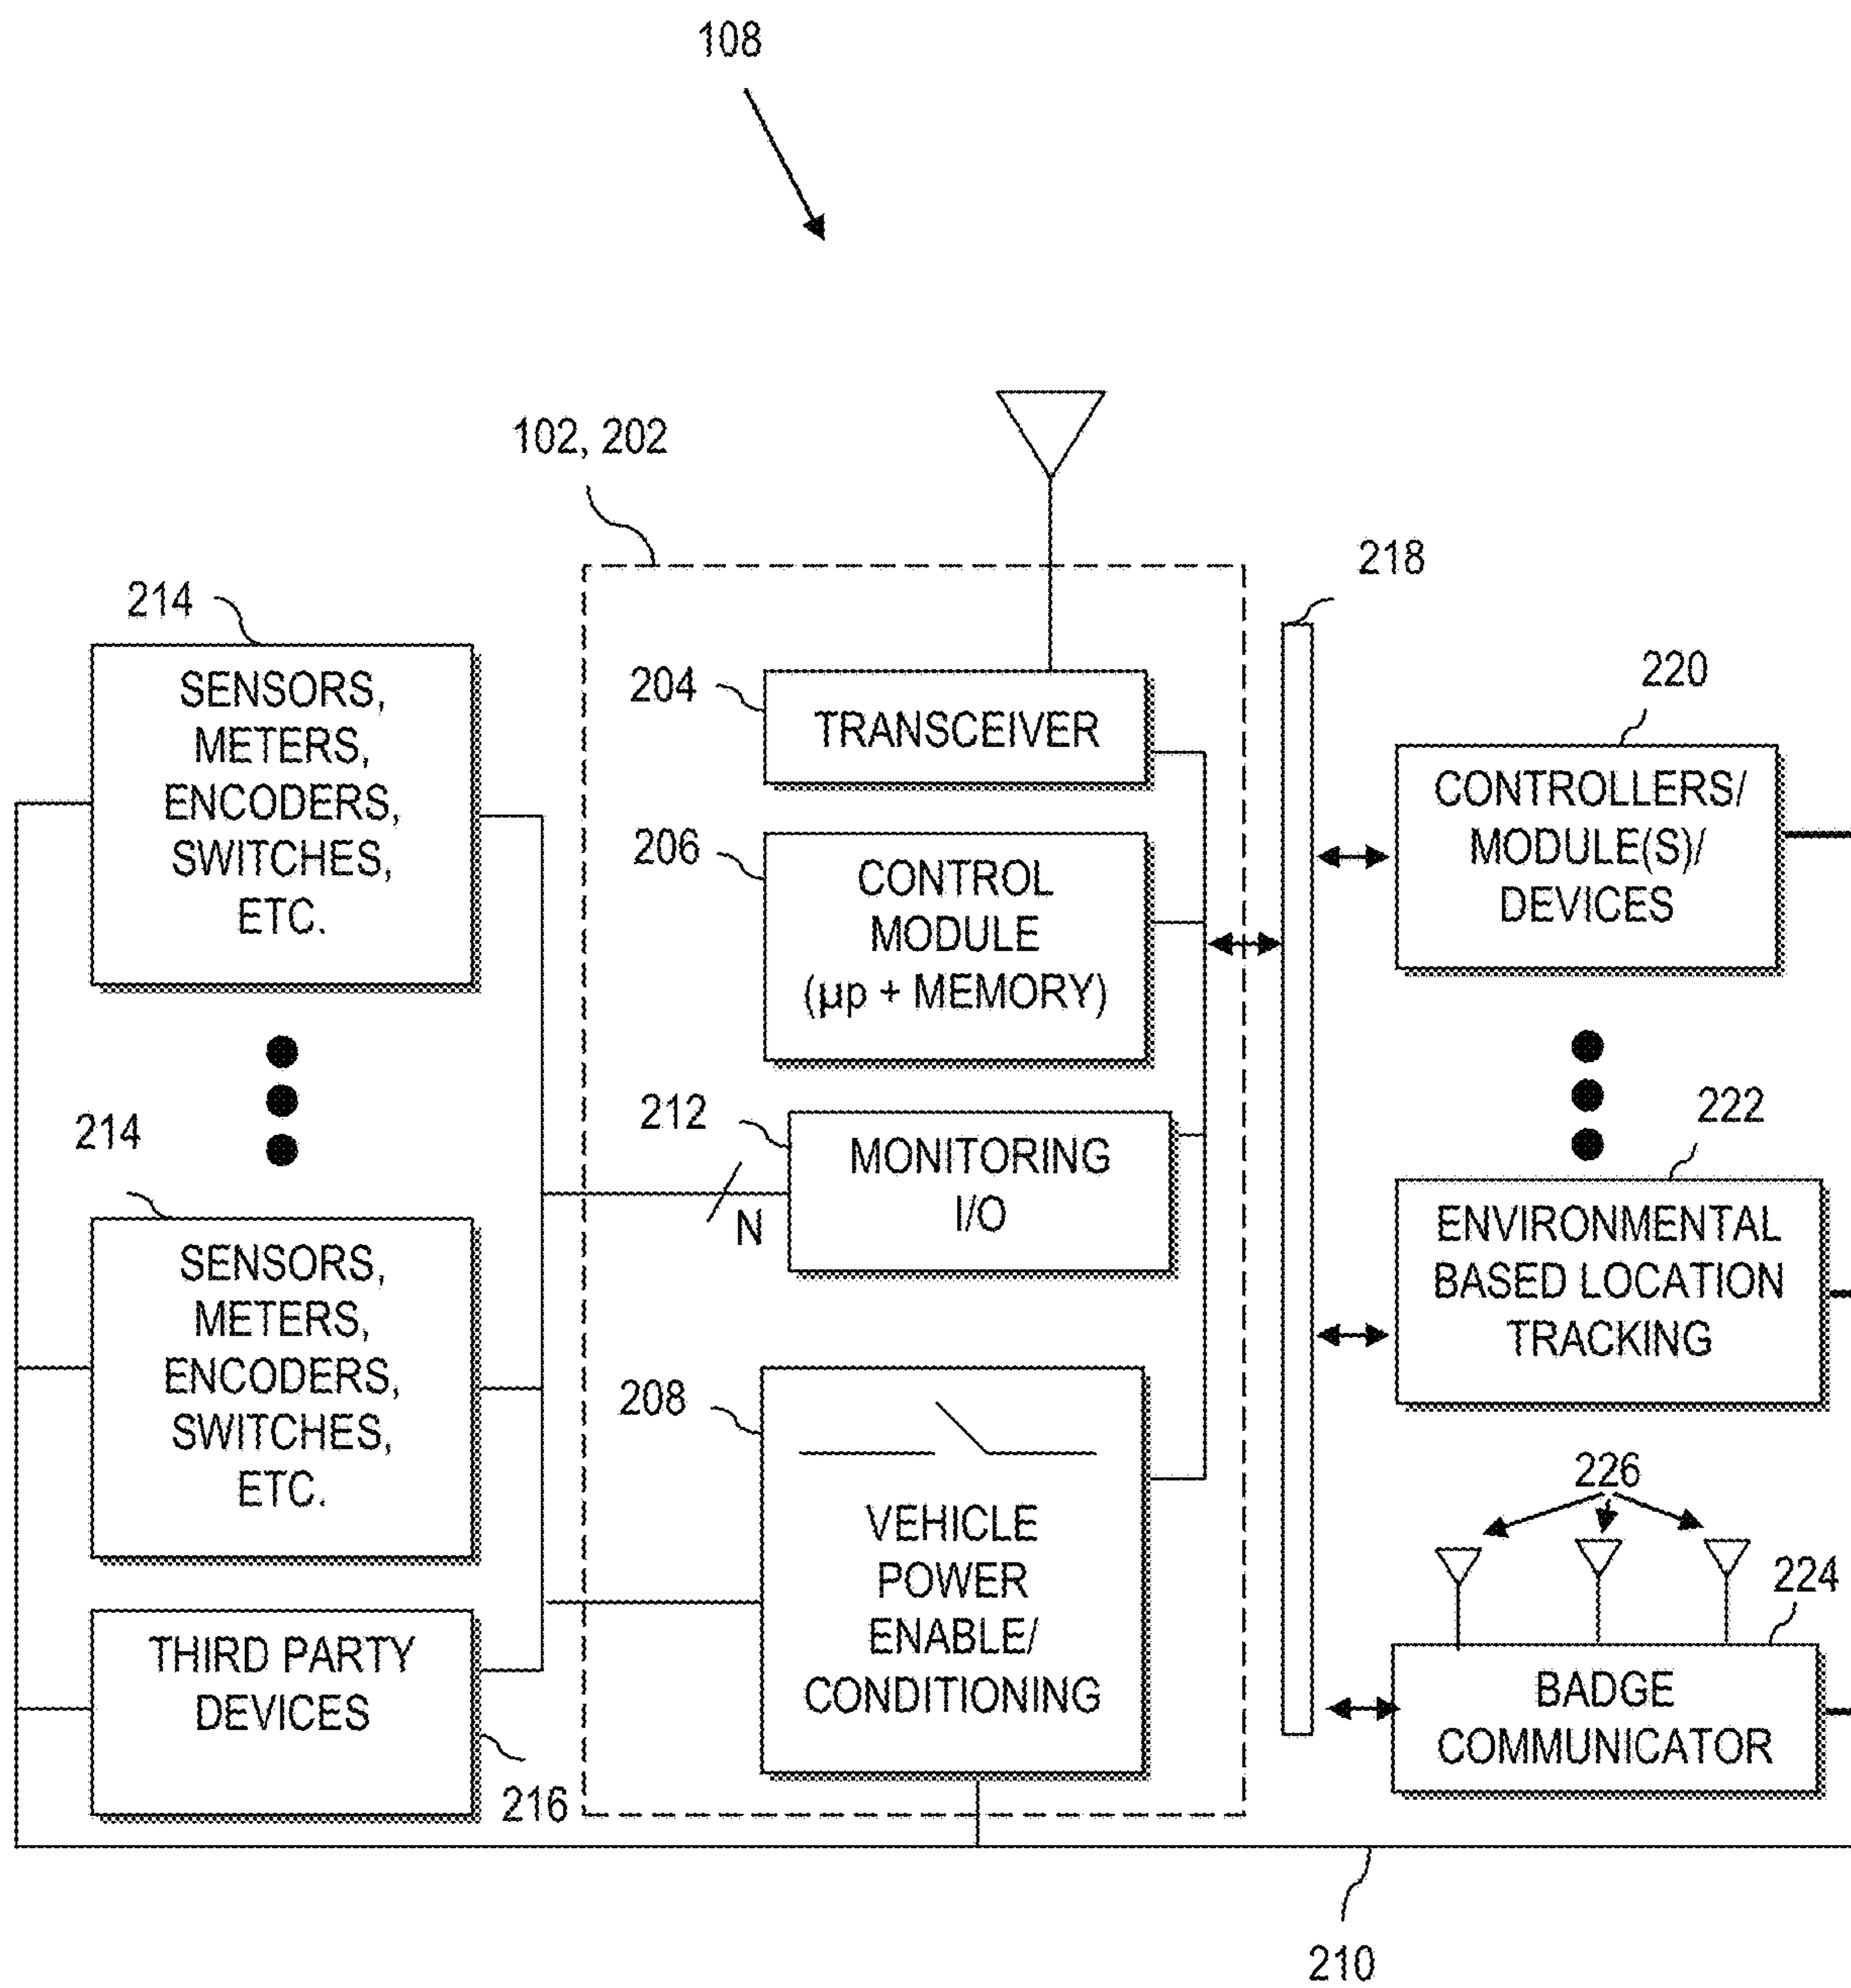 108
102, 202
218
214
SENSORS,
METERS,
ENCODERS,
SWITCHES,
ETC.
204
TRANSCEIVER
220
CONTROLLERS/
MODULE(S)/
DEVICES
206
CONTROL
MODULE
(µp + MEMORY)
214
SENSORS,
METERS,
ENCODERS,
SWITCHES,
ETC.
212
MONITORING
I/O
N
222
ENVIRONMENTAL
BASED LOCATION
TRACKING
208
VEHICLE
POWER
ENABLE/
CONDITIONING
226
224
BADGE
COMMUNICATOR
THIRD PARTY
DEVICES
216
210